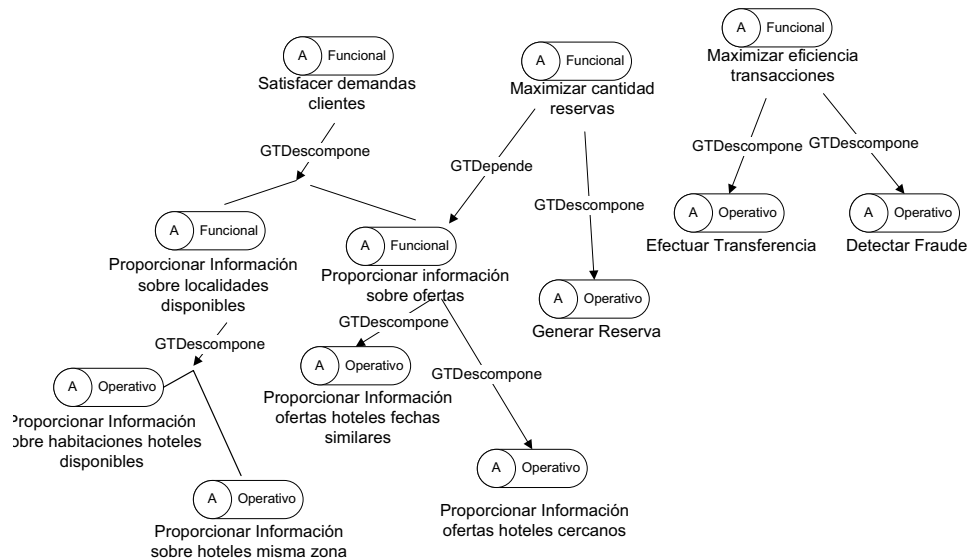 A Funcional
Maximizar eficiencia
transacciones
A Funcional
Satisfacer demandas
clientes
A Funcional
Maximizar cantidad
reservas
GTDescompone
GTDepende
GTDescompone
GTDescompone
GTDescompone
A Funcional
Proporcionar Información
sobre localidades
disponibles
A Funcional
Proporcionar información
sobre ofertas
A Operativo
Efectuar Transferencia
A Operativo
Detectar Fraude
A Operativo
Generar Reserva
GTDescompone
GTDescompone
GTDescompone
A Operativo
Proporcionar Información
ofertas hoteles fechas
similares
A Operativo
roporcionar Información
obre habitaciones hoteles
disponibles
A Operativo
Proporcionar Información
ofertas hoteles cercanos
A Operativo
Proporcionar Información
sobre hoteles misma zona